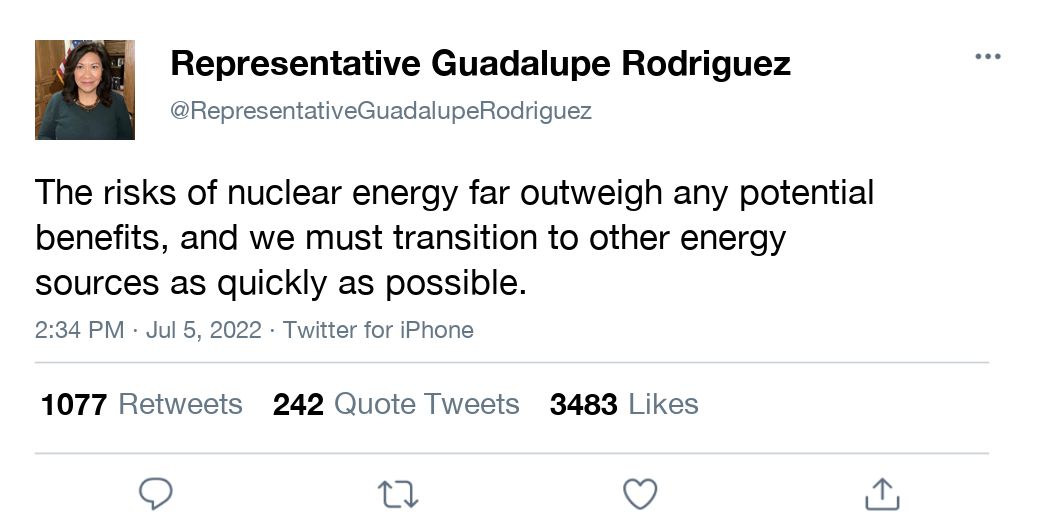 Representative Guadalupe Rodriguez
@RepresentativeGuadalupeRodriguez
The risks of nuclear energy far outweigh any potential
benefits, and we must transition to other energy
sources as quickly as possible.
2:34 PM · Jul 5, 2022 · Twitter for iPhone
1077 Retweets 242 Quote Tweets 3483 Likes